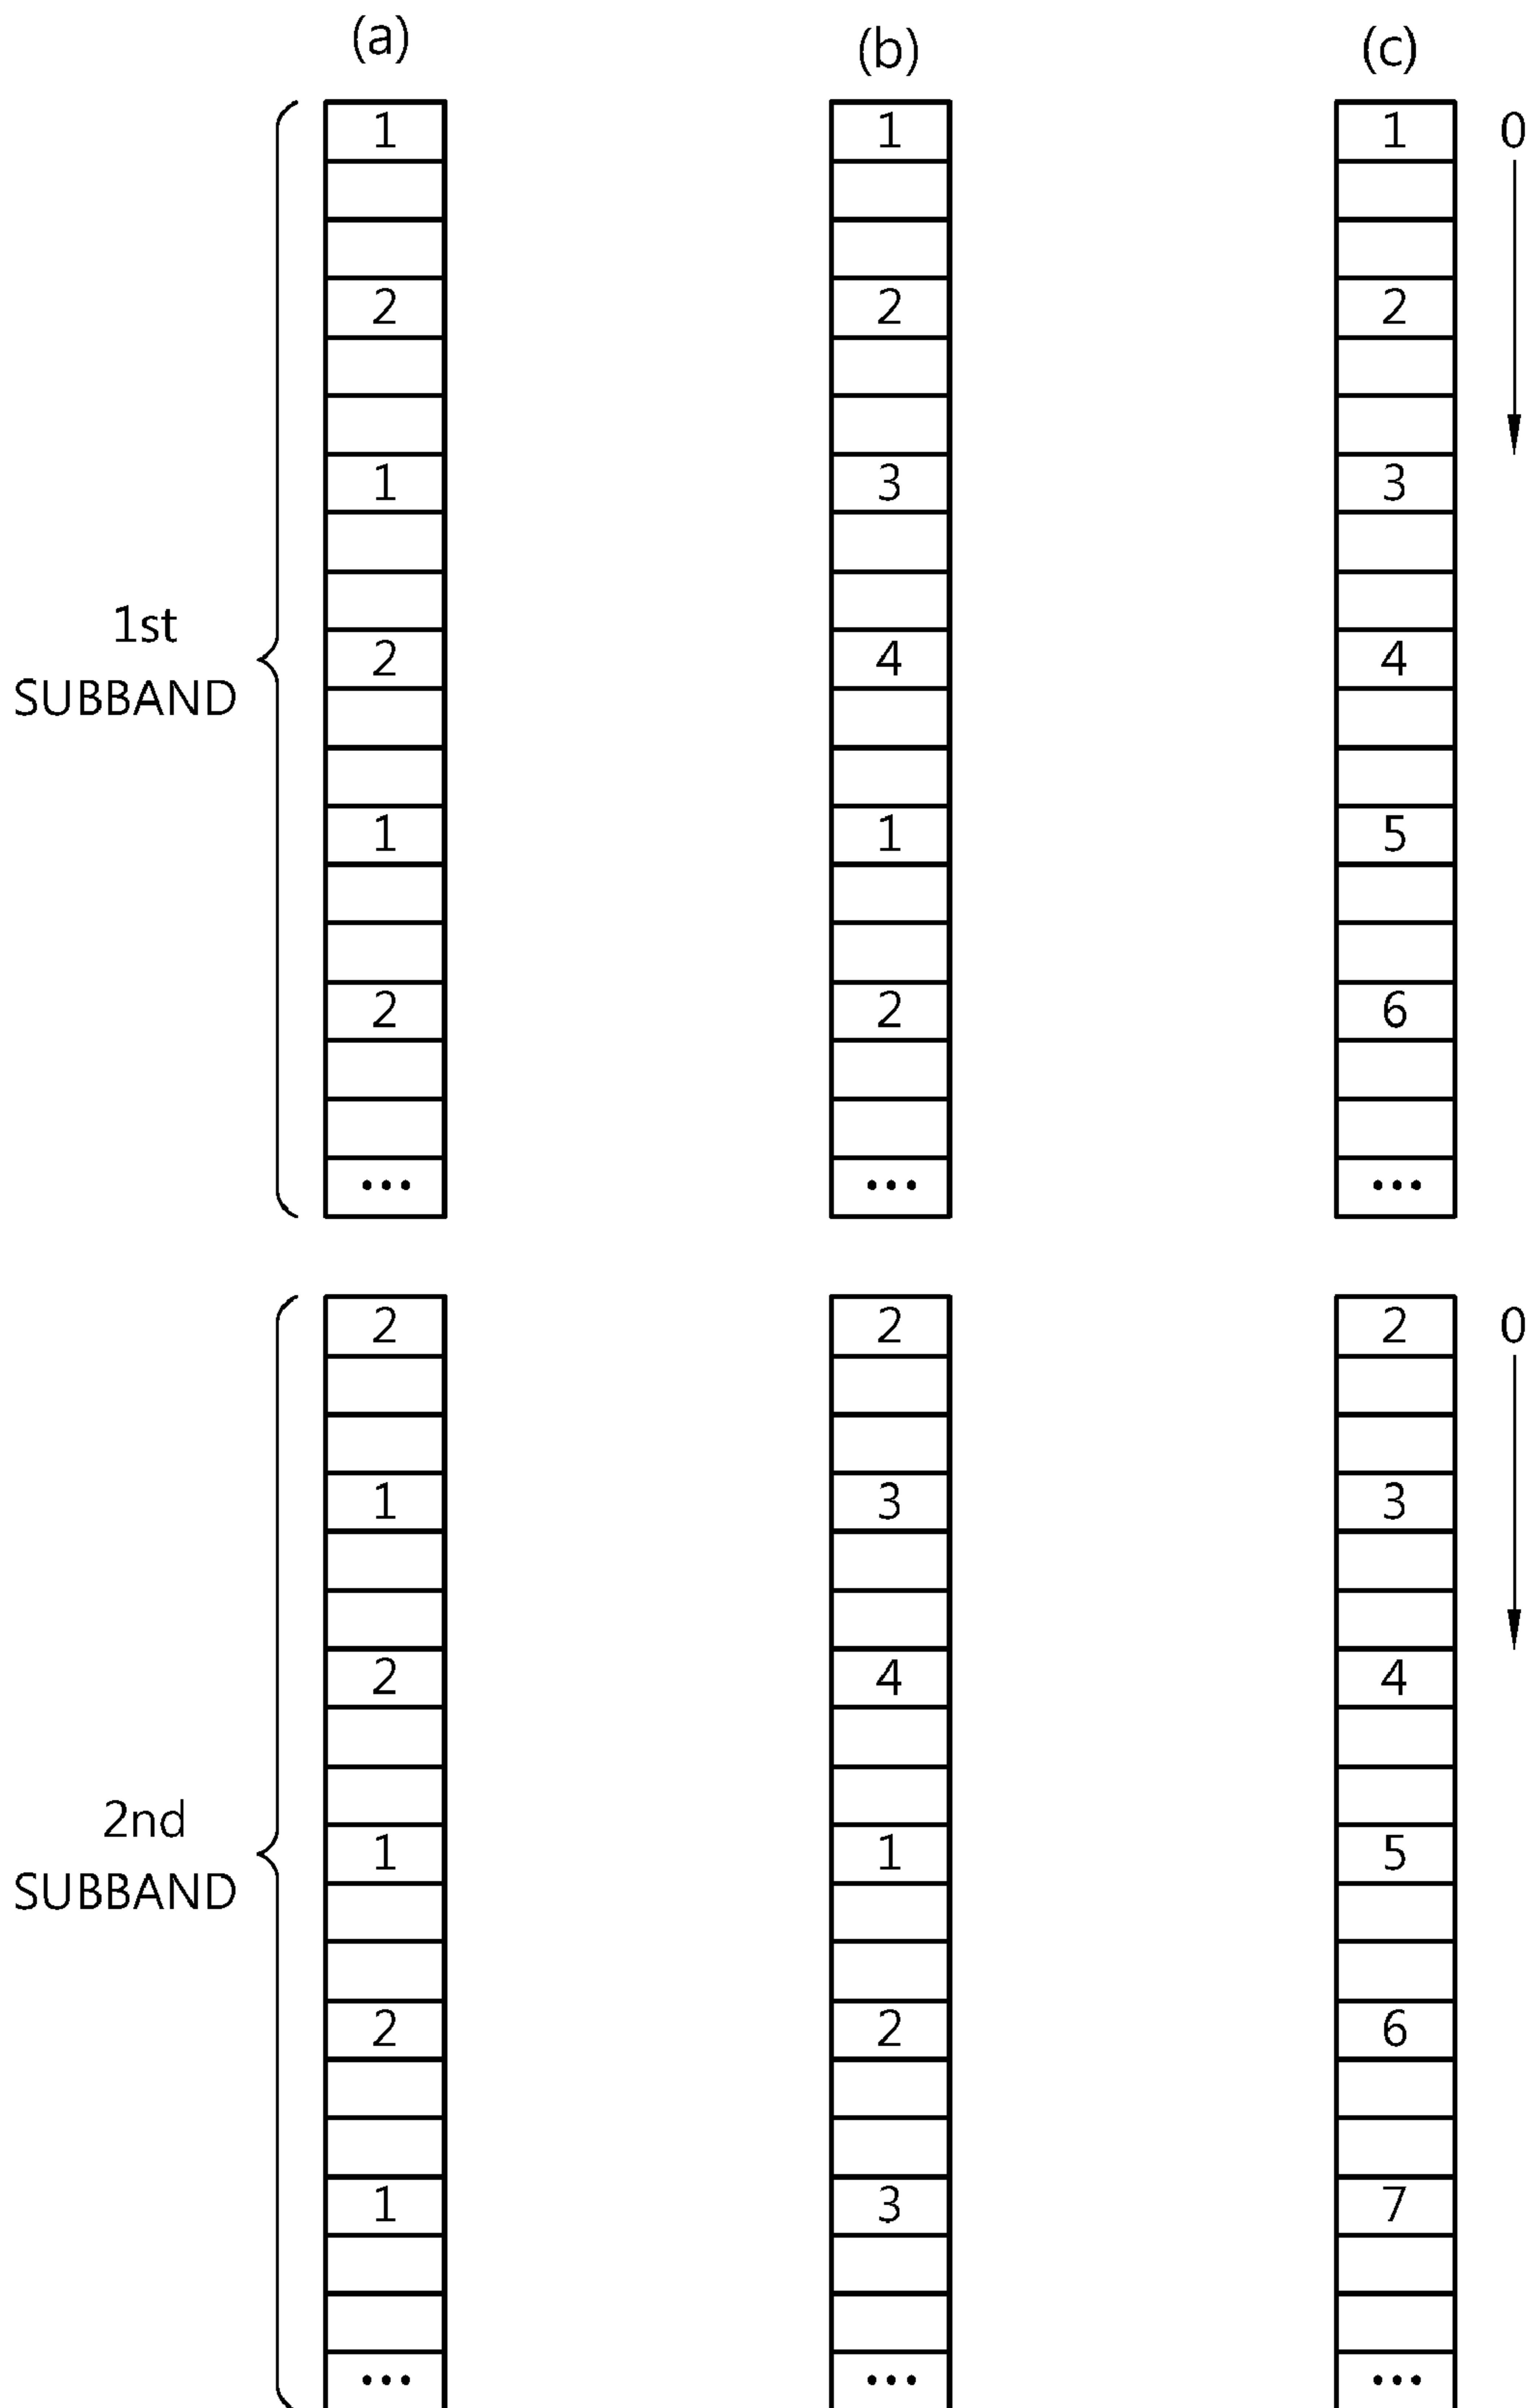 (a) (b) (c)
1 1 1 0
2 2 2
1 3 3
1st
SUBBAND
2 4 4
1 1 5
2 2 6
... ... ...
2 2 2 0
1 3 3
2 4 4
2nd
SUBBAND
1 1 5
2 2 6
1 3 7
... ... ...